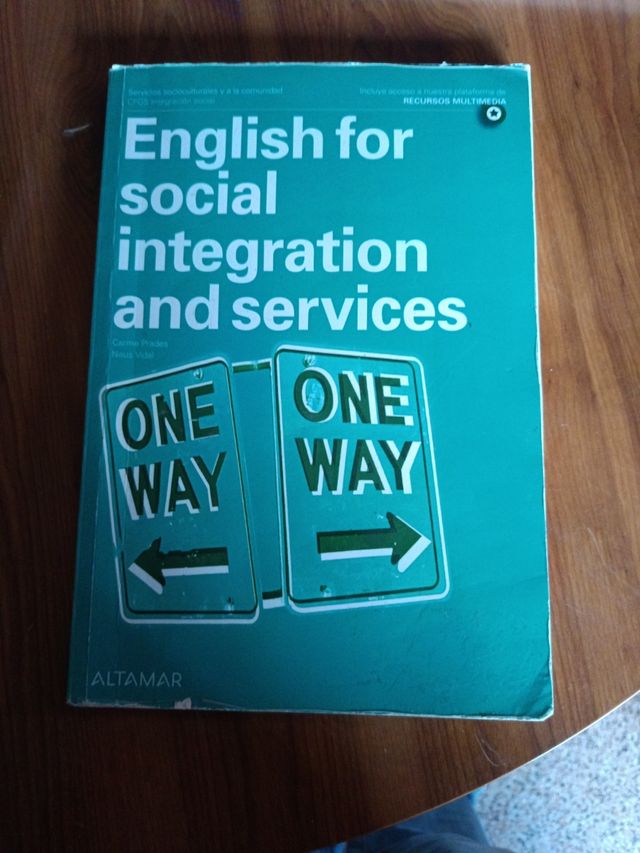 Servicios socioculturales y a la comunidad
CFGS Integración social
Incluye acceso a nuestra plataforma de
RECURSOS MULTIMEDIA
English for
social
integration
and services
Carme Prades
Neus Vidal
ONE
WAY
ONE
WAY
ALTAMAR